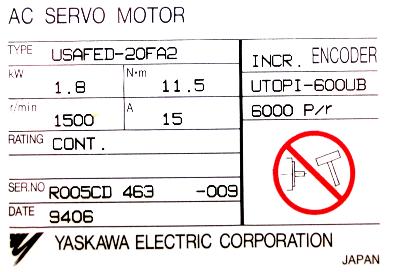 AC SERVO MOTOR
TYPE USAFED-20FA2
kW 1.8 N·m 11.5
r/min 1500 A 15
RATING CONT.
SER.NO R005CD 463 -009
DATE 9406
INCR. ENCODER
UTOPI-600UB
6000 P/r
YASKAWA ELECTRIC CORPORATION
JAPAN